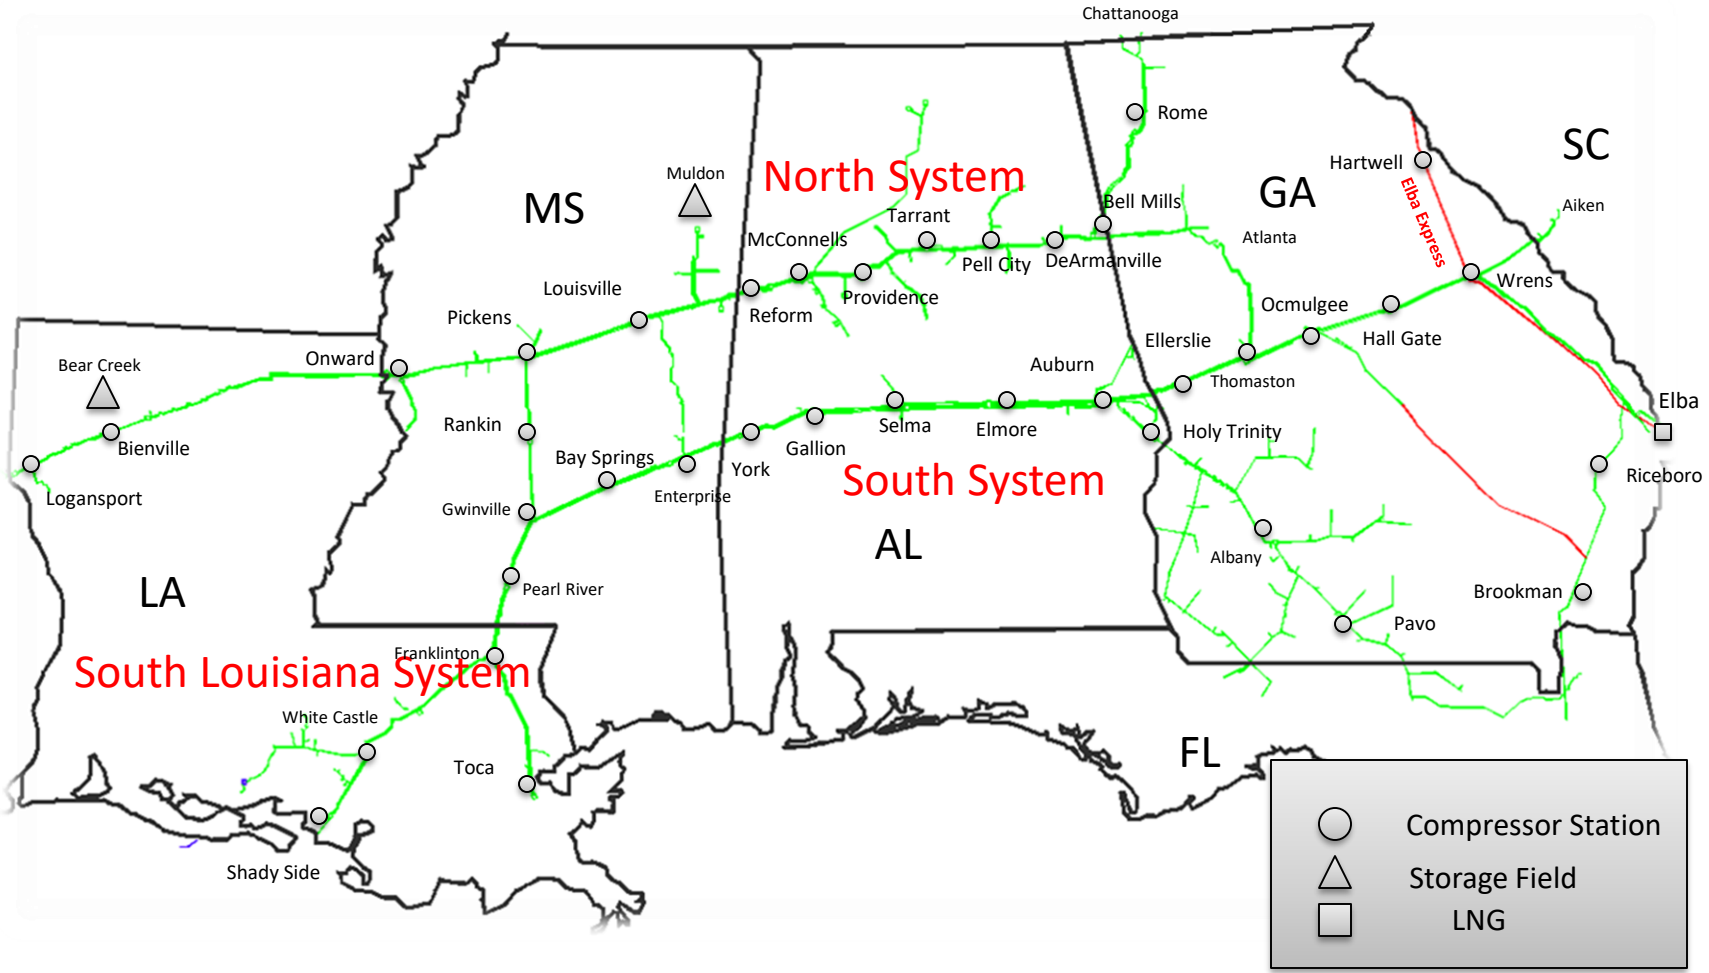 Chattanooga
Rome
SC
Hartwell
Muldon
North System
MS
GA
Elba Express
Bell Mills
Aiken
Tarrant
McConnells
Atlanta
Pell City
DeArmanville
Louisville
Providence
Wrens
Ocmulgee
Reform
Pickens
Hall Gate
Ellerslie
Onward
Bear Creek
Auburn
Thomaston
Elba
Rankin
Selma
Elmore
Holy Trinity
Bienville
Gallion
Bay Springs
York
South System
Riceboro
Logansport
Enterprise
Gwinville
AL
Albany
LA
Pearl River
Brookman
Pavo
Franklinton
South Louisiana System
White Castle
FL
Toca
Compressor Station
Shady Side
Storage Field
LNG